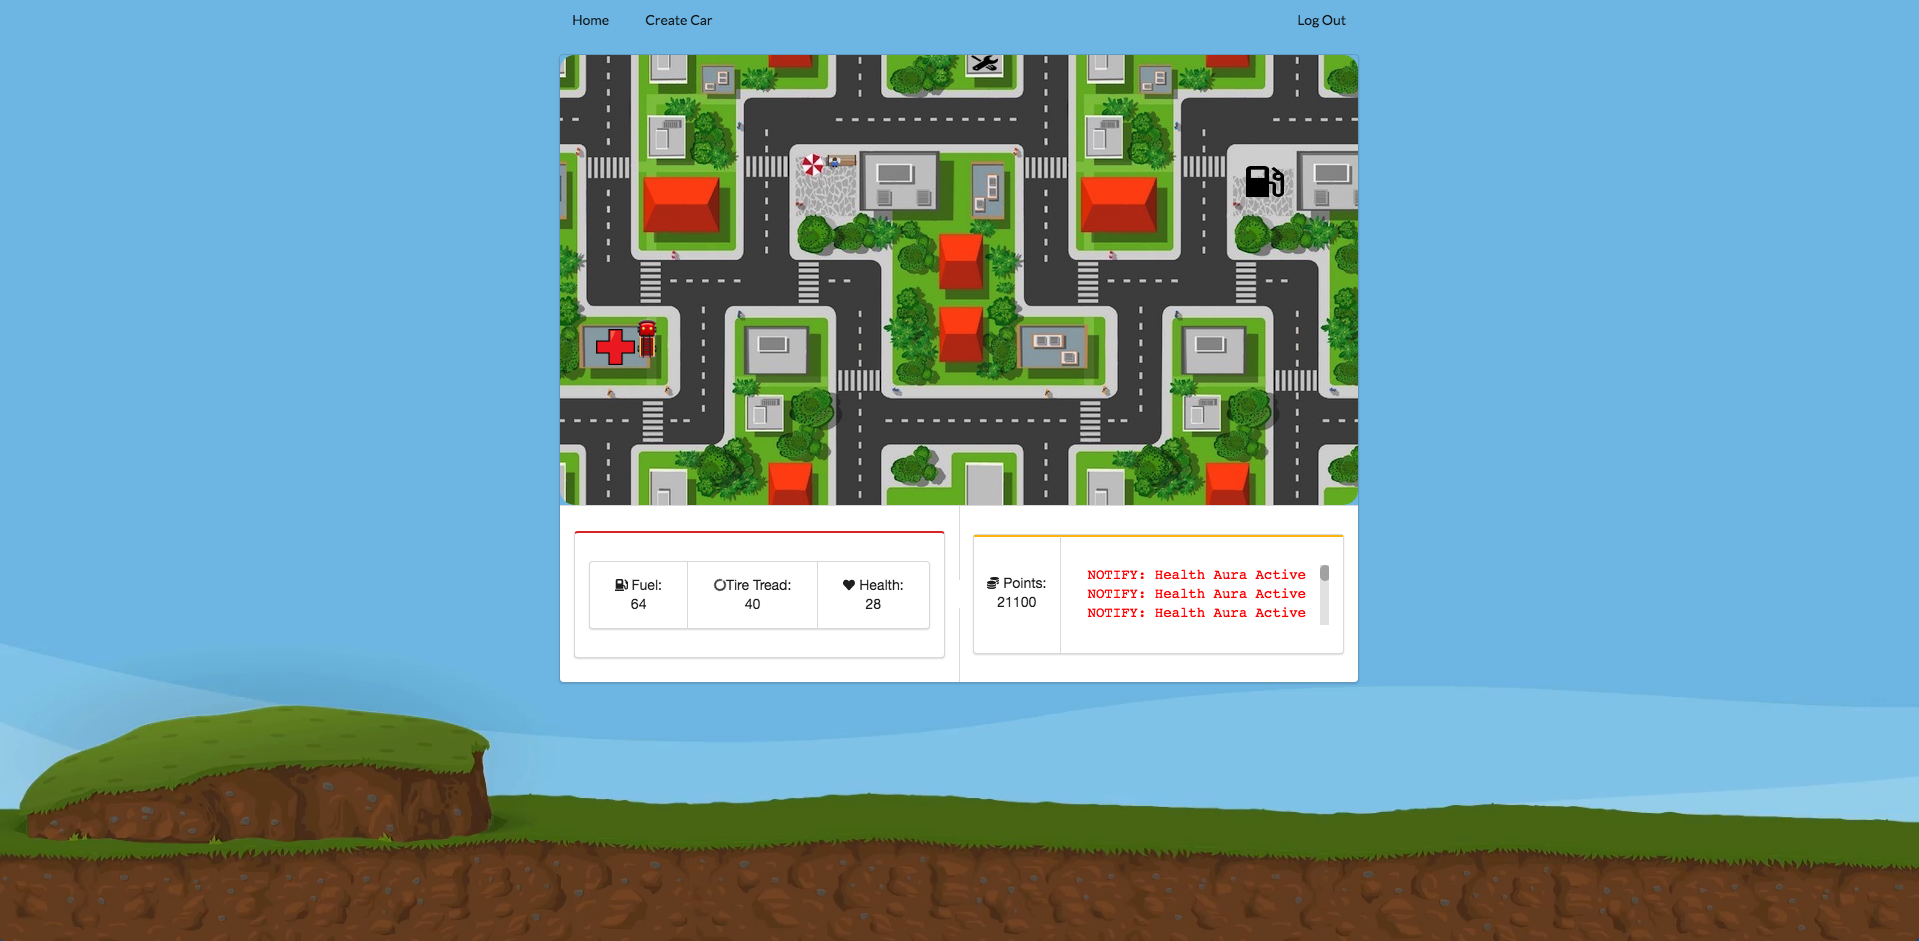 Home
Create Car
Log Out
Fuel:
64
Tire Tread:
40
Health:
28
Points:
21100
NOTIFY: Health Aura Active
NOTIFY: Health Aura Active
NOTIFY: Health Aura Active